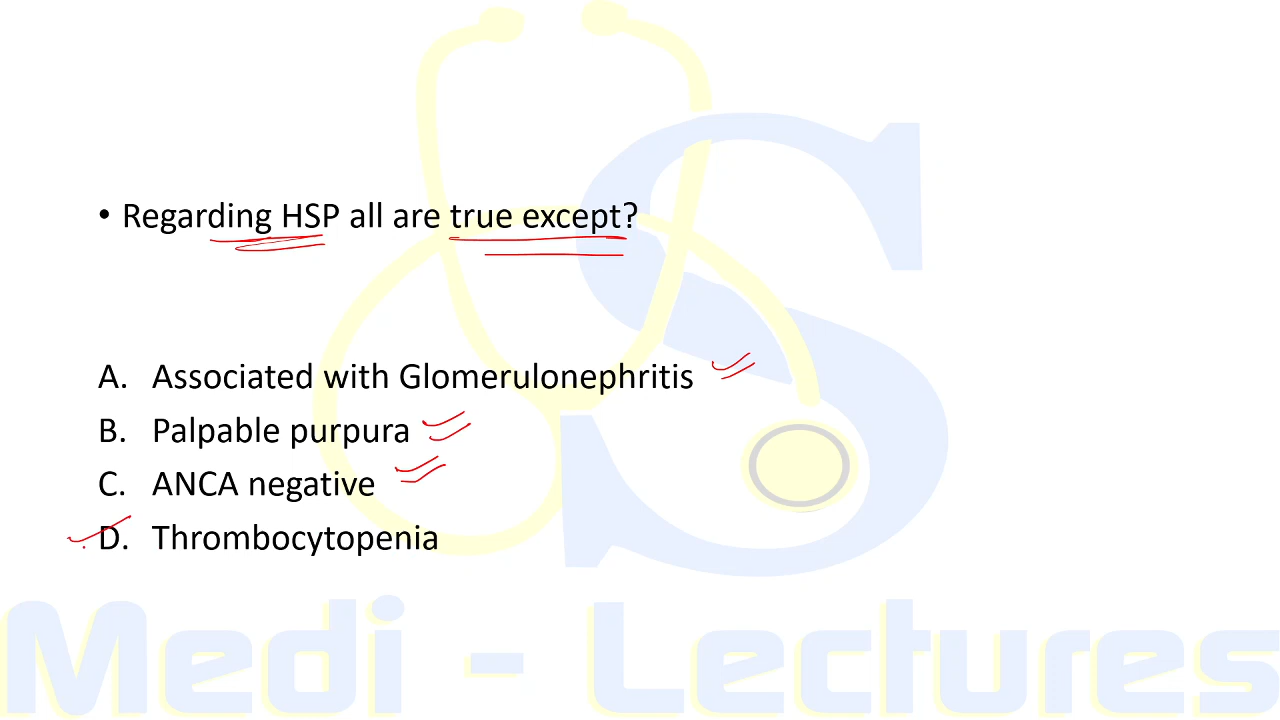 • Regarding HSP all are true except?
A. Associated with Glomerulonephritis
B. Palpable purpura
C. ANCA negative
D. Thrombocytopenia
Medi - Lectures